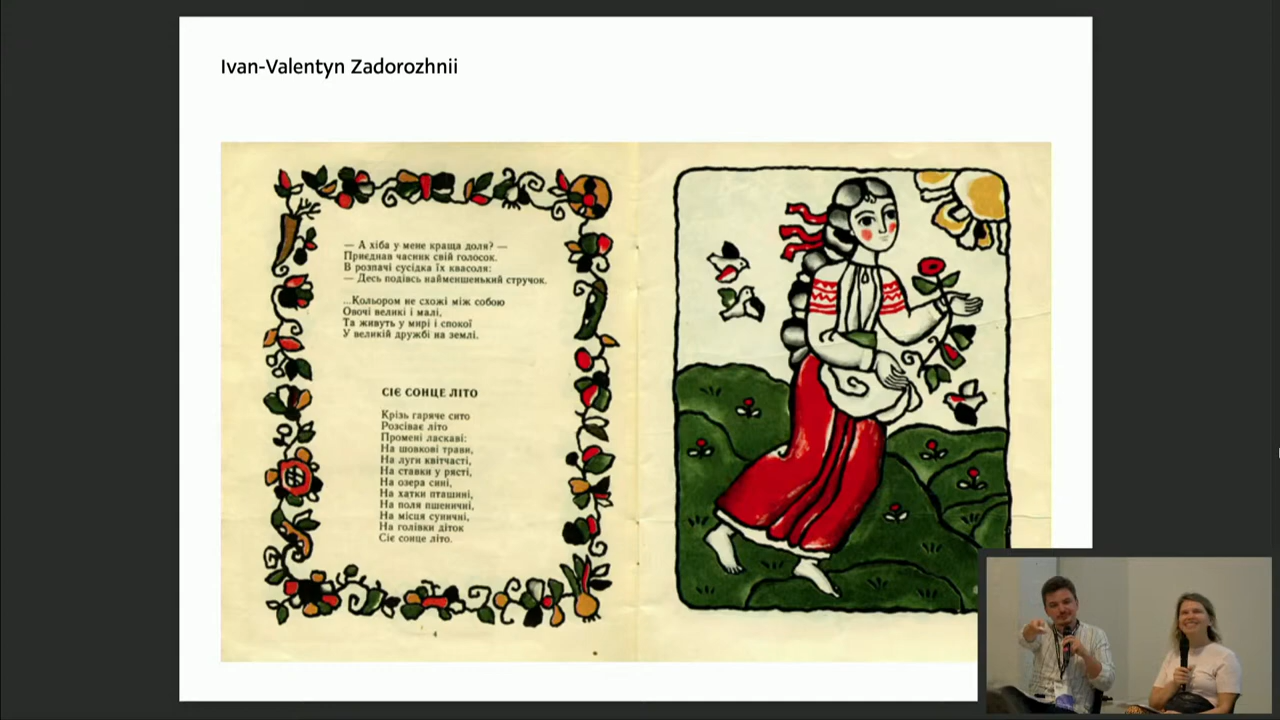 Ivan-Valentyn Zadorozhnii
— А хіба у мене краща доля? —
Приєднав часник свій голосок.
В розпачі сусідка їх квасоля:
— Десь подівсь найменшенький стручок.
...Кольором не схожі між собою
Овочі великі і малі,
Та живуть у мирі і спокої
У великій дружбі на землі.
СІЄ СОНЦЕ ЛІТО
Крізь гаряче сито
Розсіває літо
Промені ласкаві:
На шовкові трави,
На луги квітчасті,
На ставки у рясті,
На озера сині,
На хатки пташині,
На поля пшеничні,
На місця суничні,
На голівки діток
Сіє сонце літо.
4